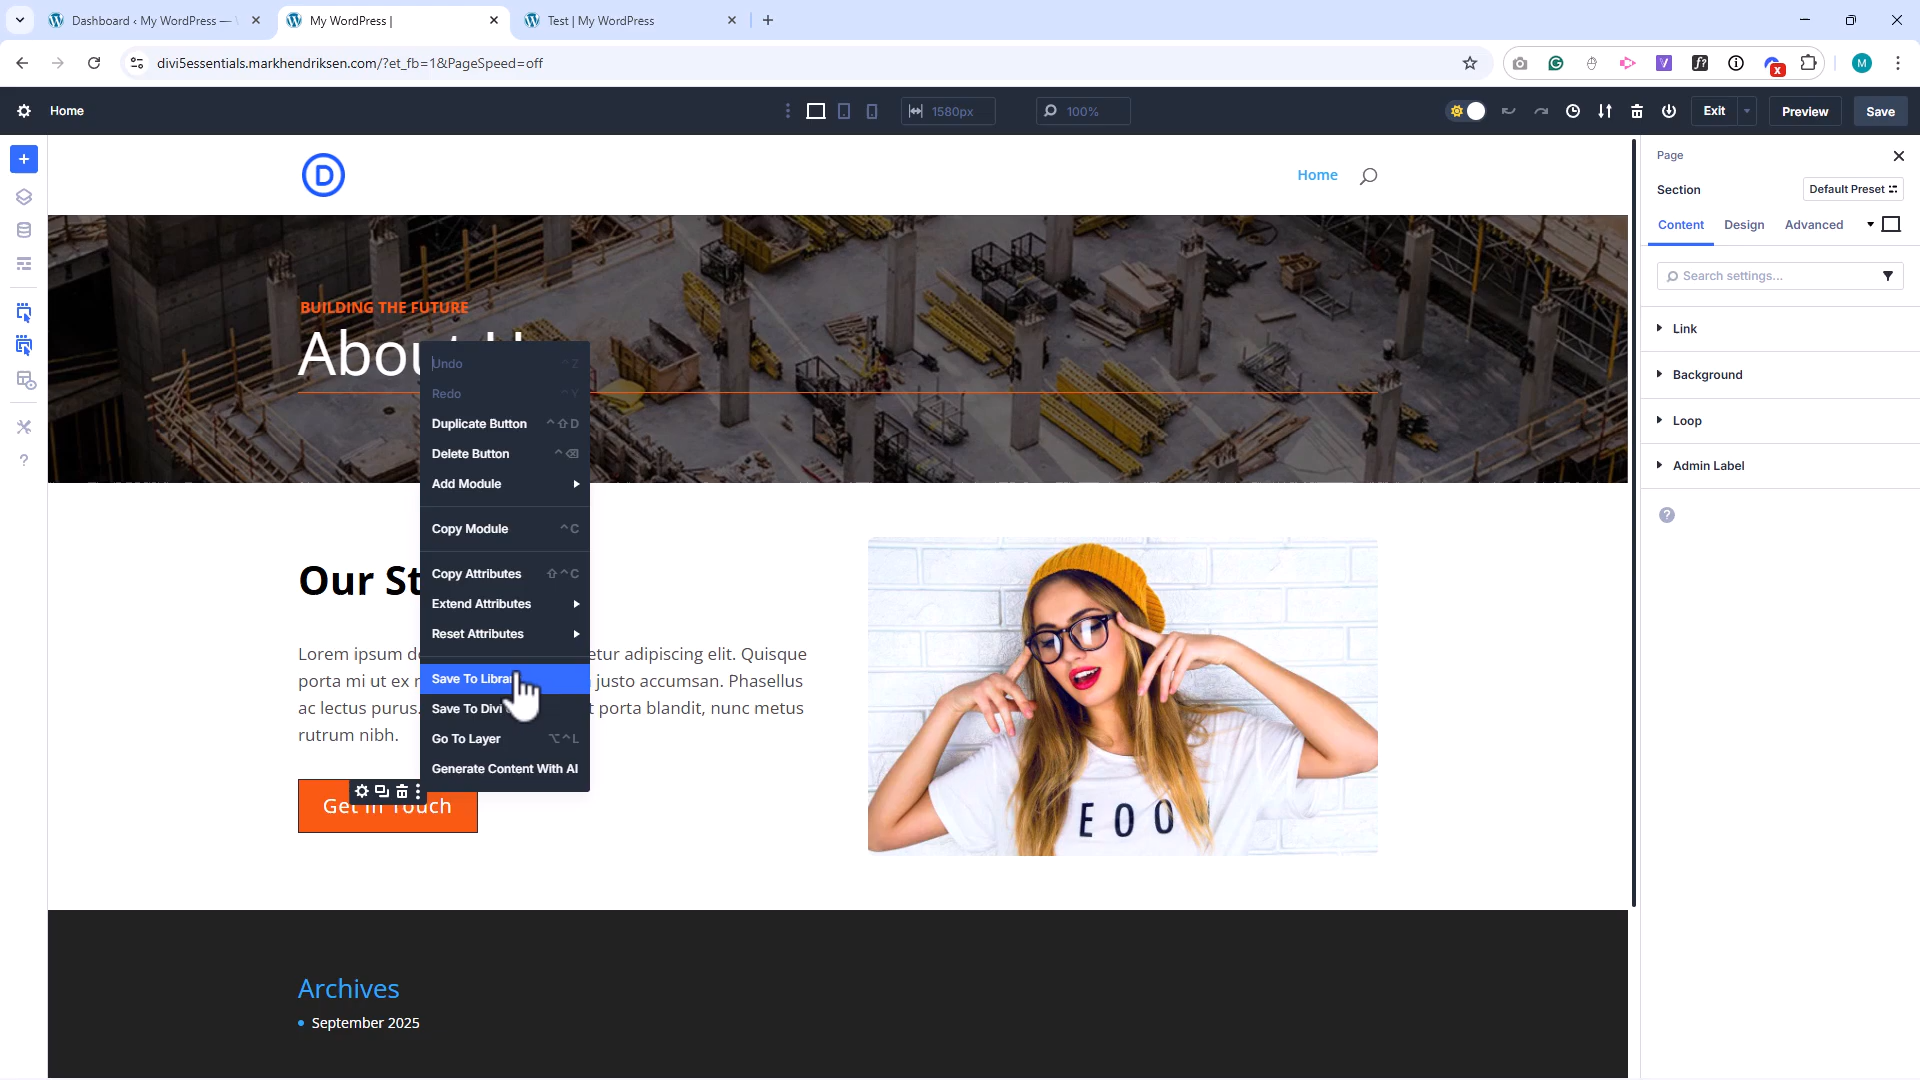 Dashboard ‹ My WordPress —
My WordPress |
Test | My WordPress
divi5essentials.markhendriksen.com/?et_fb=1&PageSpeed=off
M
Home
1580px
100%
Exit
Preview
Save
Page
Section
Default Preset
Content
Design
Advanced
Search settings...
Link
Background
Loop
Admin Label
D
Home
BUILDING THE FUTURE
Undo ^Z
Redo ^Y
Duplicate Button ^⇧D
Delete Button ^⌫
Add Module
Copy Module ^C
Copy Attributes ⇧^C
Extend Attributes
Reset Attributes
Save To
Save To Divi
Go To Layer ⌥^L
Generate Content With AI
Our
Lorem ipsum
etur adipiscing elit. Quisque
porta mi ut ex
justo accumsan. Phasellus
ac lectus purus.
t porta blandit, nunc metus
rutrum nibh.
Get in Touch
E O O
Archives
September 2025